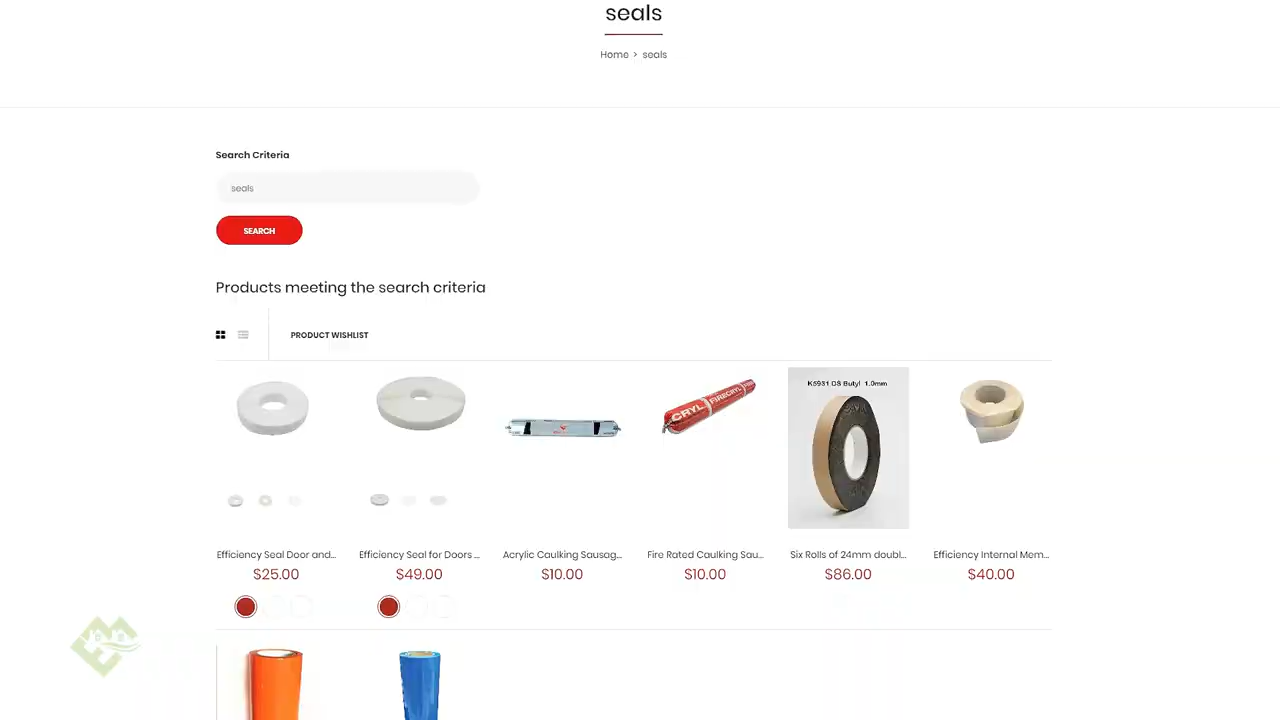 seals
Home > seals
Search Criteria
seals
SEARCH
Products meeting the search criteria
PRODUCT WISHLIST
K5931 DS Butyl 1.0mm
CRYL FIRECRYL FIRE
Efficiency Seal Door and...
Efficiency Seal for Doors ...
Acrylic Caulking Sausag...
Fire Rated Caulking Sau...
Six Rolls of 24mm doubl...
Efficiency Internal Mem...
$25.00
$49.00
$10.00
$10.00
$86.00
$40.00